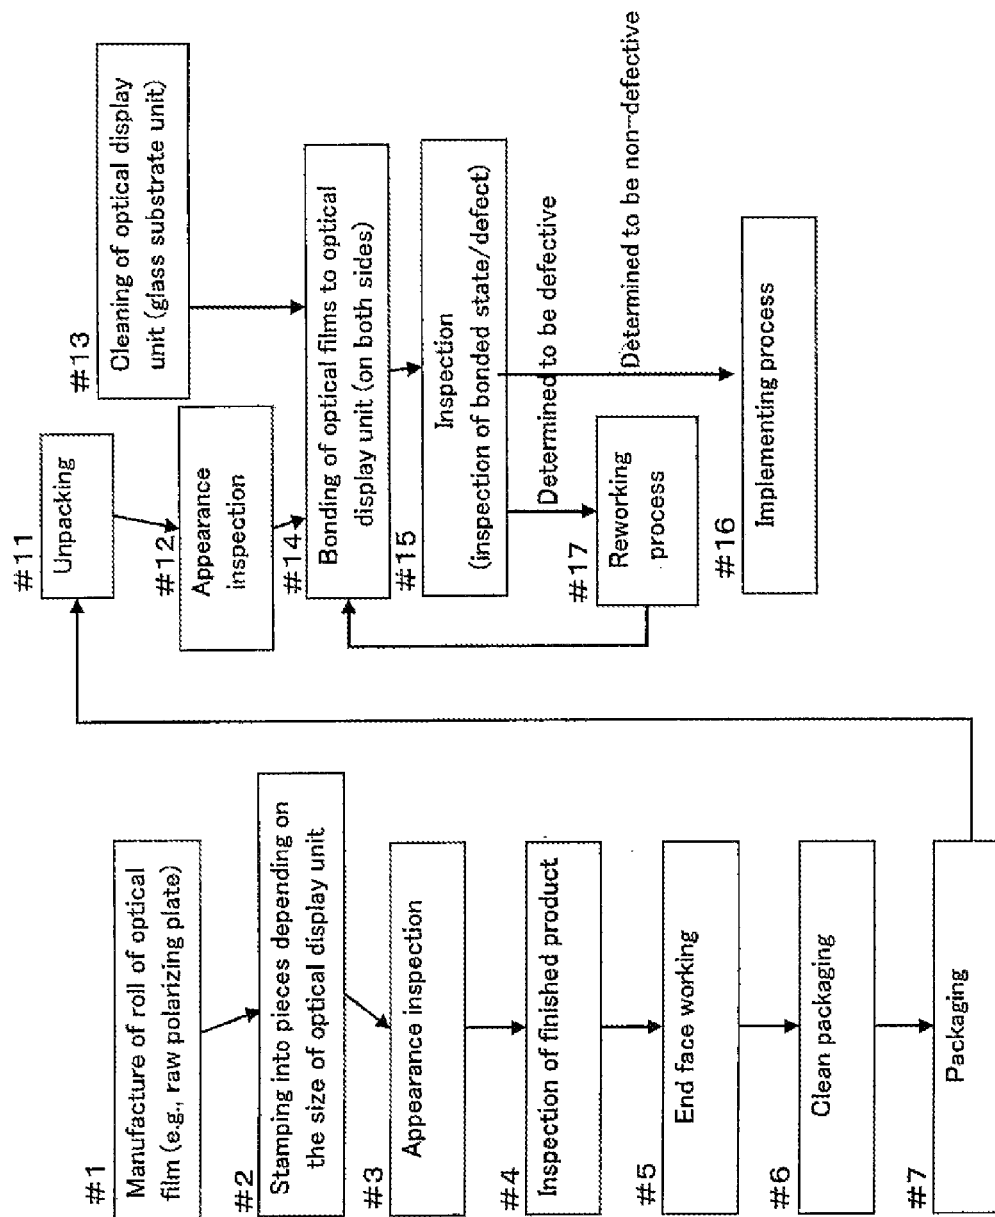 #1
Manufacture of roll of optical
film (e.g., raw polarizing plate)
#2
Stamping into pieces depending on
the size of optical display unit
#3
Appearance inspection
#4
Inspection of finished product
#5
End face working
#6
Clean packaging
#7
Packaging
#11
Unpacking
#12
Appearance
inspection
#13
Cleaning of optical display
unit (glass substrate unit)
#14
Bonding of optical films to optical
display unit (on both sides)
#15
Inspection
(inspection of bonded state/defect)
Determined to be defective
Determined to be non-defective
#17
Reworking
process
#16
Implementing process